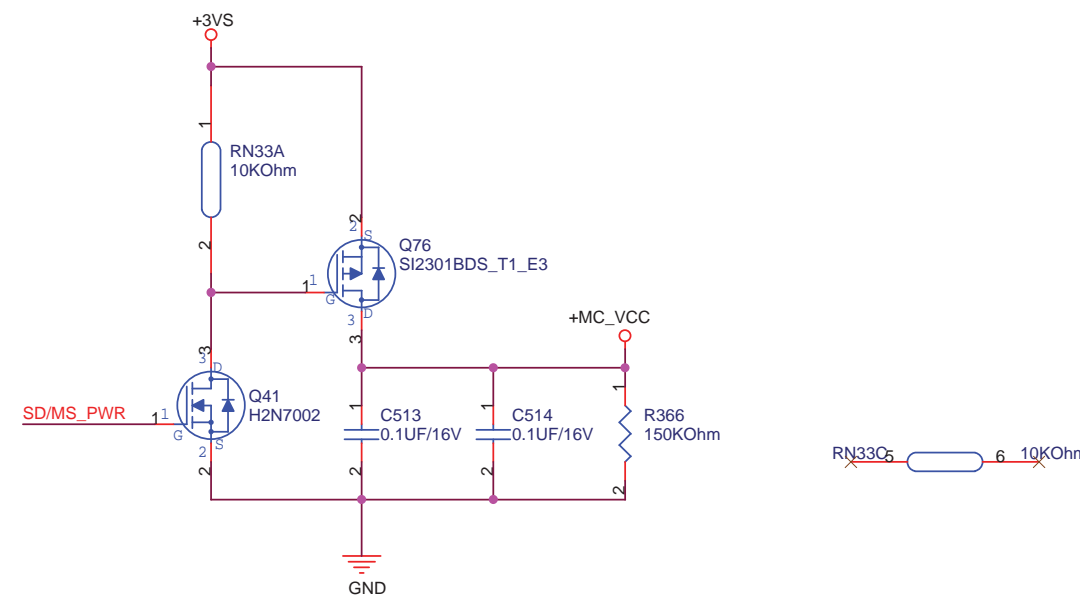 +3VS
1
RN33A
10KOhm
2
2
2
S
Q76
SI2301BDS_T1_E3
1
1
G
3
D
3
+MC_VCC
3
3
D
Q41
H2N7002
SD/MS_PWR
1
1
G
2
S
2
1
C513
0.1UF/16V
2
1
C514
0.1UF/16V
2
1
R366
150KOhm
2
RN33C
5
6
10KOhm
GND